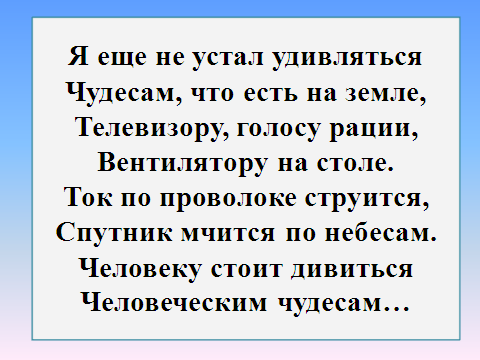 Я еще не устал удивляться
Чудесам, что есть на земле,
Телевизору, голосу рации,
Вентилятору на столе.
Ток по проволоке струится,
Спутник мчится по небесам.
Человеку стоит дивиться
Человеческим чудесам…